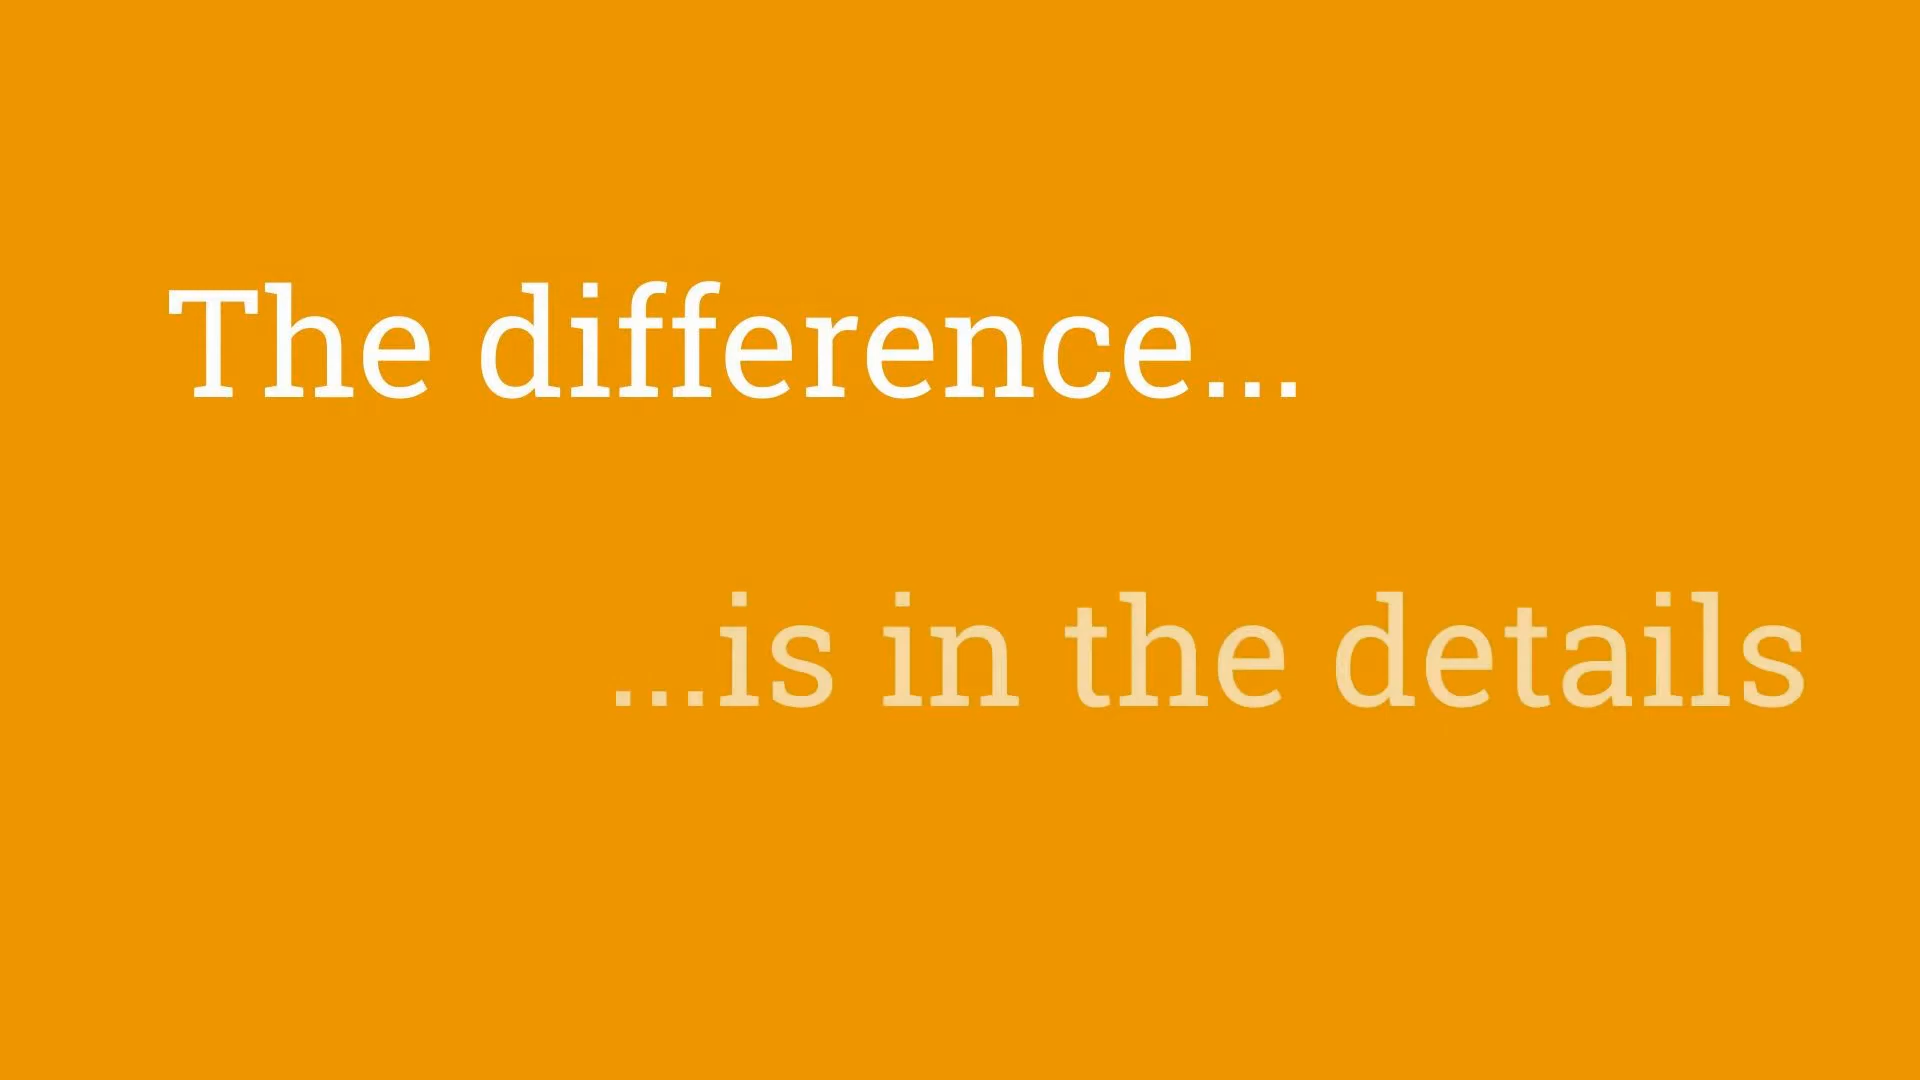 The difference...
...is in the details